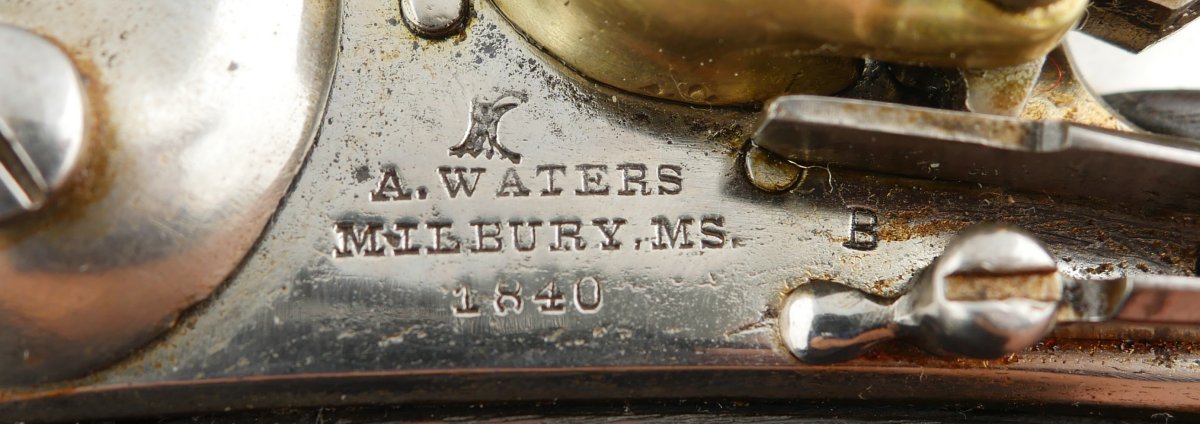 A. WATERS
MILBURY, MS.
1840
B